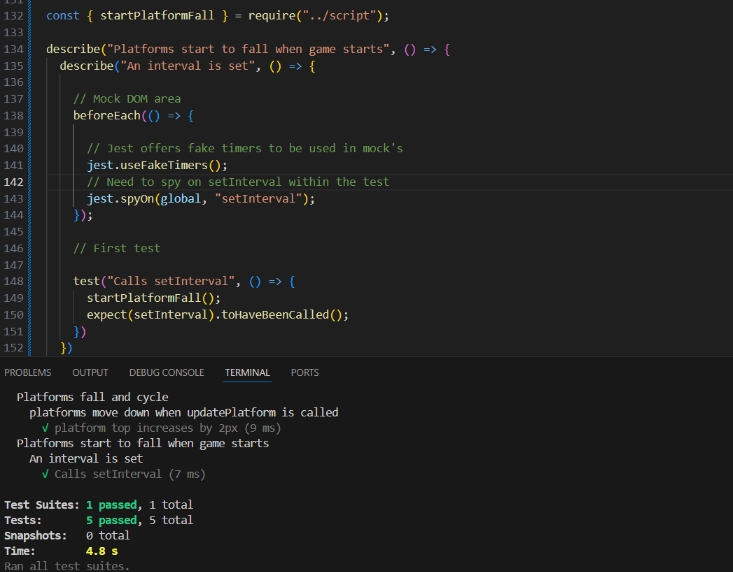 131
132 const { startPlatformFall } = require("../script");
133
134 describe("Platforms start to fall when game starts", () => {
135 describe("An interval is set", () => {
136
137 // Mock DOM area
138 beforeEach(() => {
139
140 // Jest offers fake timers to be used in mock's
141 jest.useFakeTimers();
142 // Need to spy on setInterval within the test
143 jest.spyOn(global, "setInterval");
144 });
145
146 // First test
147
148 test("Calls setInterval", () => {
149 startPlatformFall();
150 expect(setInterval).toHaveBeenCalled();
151 })
152 })
PROBLEMS OUTPUT DEBUG CONSOLE TERMINAL PORTS
Platforms fall and cycle
platforms move down when updatePlatform is called
√ platform top increases by 2px (9 ms)
Platforms start to fall when game starts
An interval is set
√ Calls setInterval (7 ms)
Test Suites: 1 passed, 1 total
Tests: 5 passed, 5 total
Snapshots: 0 total
Time: 4.8 s
Ran all test suites.